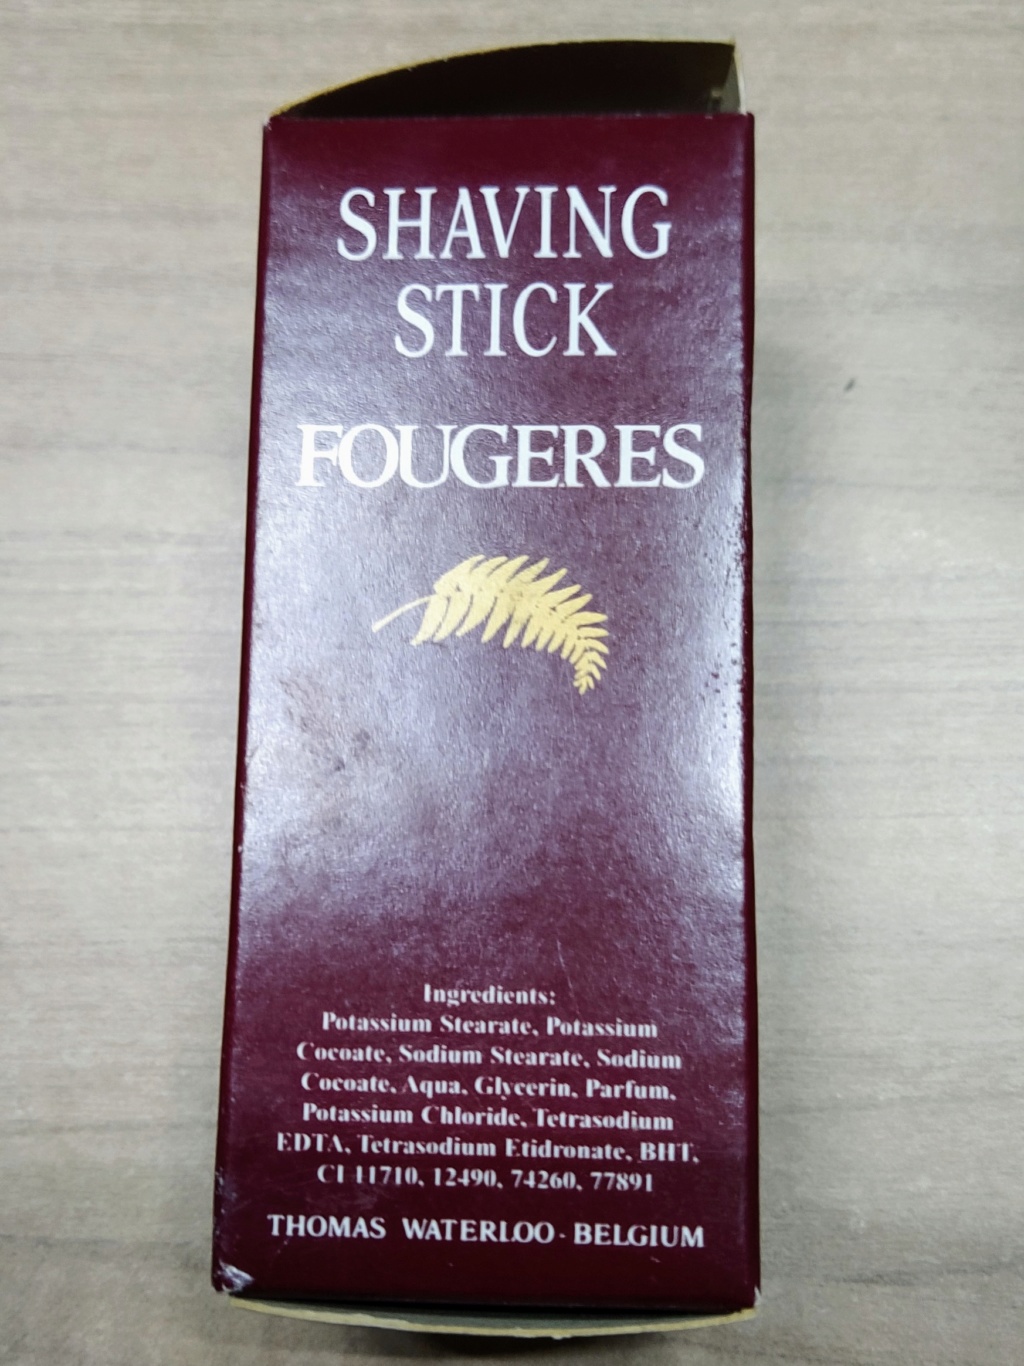 SHAVING
STICK
FOUGERES
Ingredients:
Potassium Stearate, Potassium
Cocoate, Sodium Stearate, Sodium
Cocoate, Aqua, Glycerin, Parfum,
Potassium Chloride, Tetrasodium
EDTA, Tetrasodium Etidronate, BHT,
CI 11710, 12490, 74260, 77891
THOMAS WATERLOO - BELGIUM